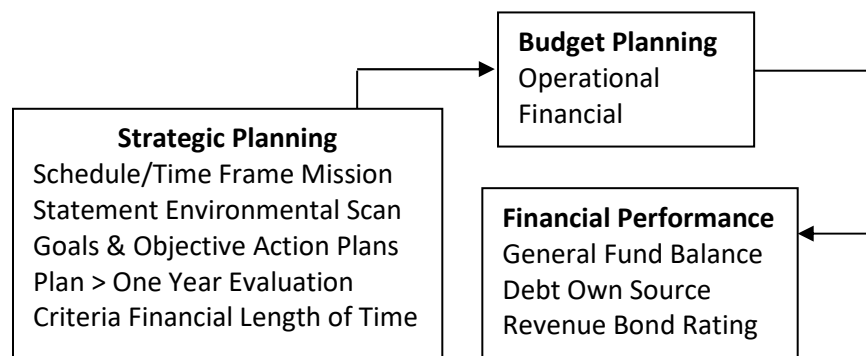 Budget Planning
Operational
Financial
Strategic Planning
Schedule/Time Frame Mission
Statement Environmental Scan
Goals & Objective Action Plans
Plan > One Year Evaluation
Criteria Financial Length of Time
Financial Performance
General Fund Balance
Debt Own Source
Revenue Bond Rating